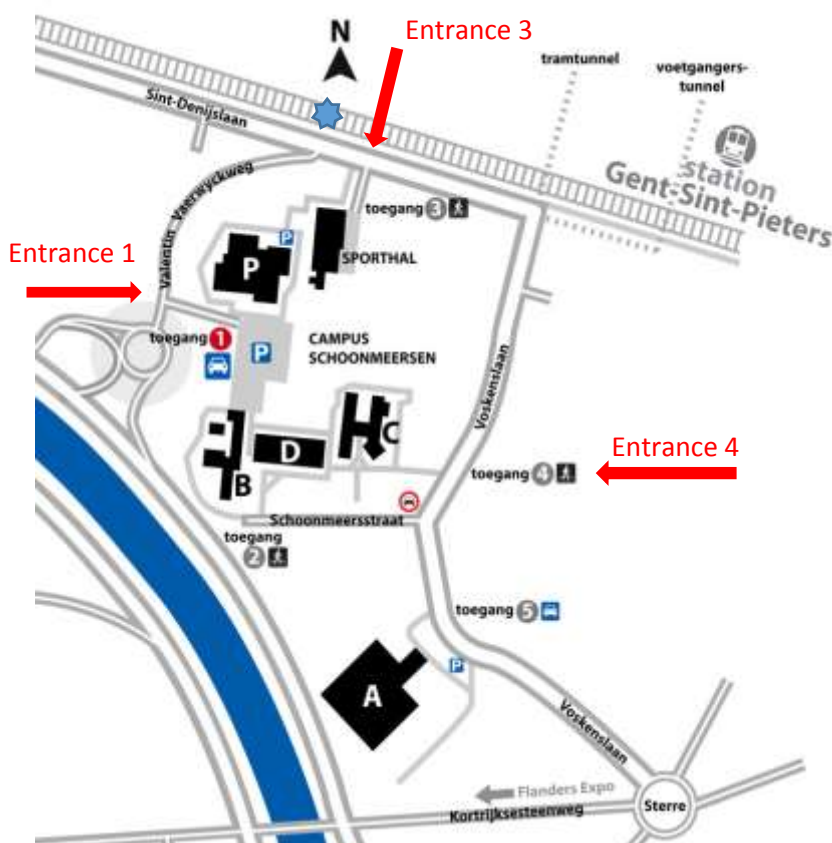 Entrance 3
N
tramtunnel
voetgangers-
tunnel
Sint-Denijslaan
station
Gent-Sint-Pieters
Valentin Vaerwyckweg
toegang 3
P
P
SPORTHAL
Entrance 1
toegang 1
P
CAMPUS
SCHOONMEERSEN
Voskenslaan
C
D
B
Entrance 4
toegang 4
Schoonmeersstraat
toegang
2
toegang 5
P
A
Voskenslaan
Flanders Expo
Kortrijksesteenweg
Sterre